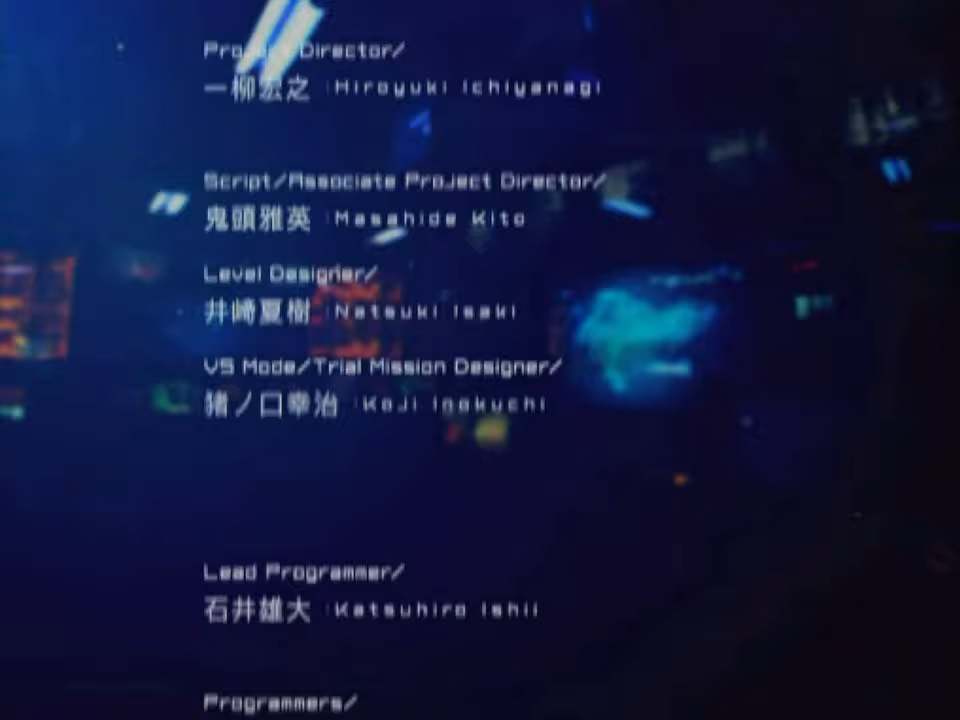 Project Director/
一柳宏之 Hiroyuki Ichiyanagi
Script/Associate Project Director/
鬼頭雅英 Masahide Kito
Level Designer/
井崎夏樹 Natsuki Isaki
VS Mode/Trial Mission Designer/
猪ノ口幸治 Koji Inokuchi
Lead Programmer/
石井雄大 Katsuhiro Ishii
Programmers/